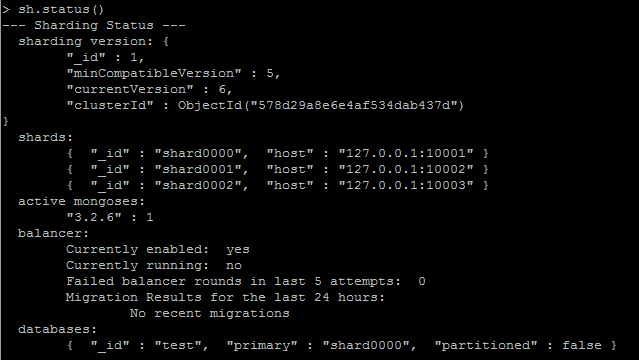 > sh.status()
--- Sharding Status ---
  sharding version: {
        "_id" : 1,
        "minCompatibleVersion" : 5,
        "currentVersion" : 6,
        "clusterId" : ObjectId("578d29a8e6e4af534dab437d")
}
  shards:
        {  "_id" : "shard0000",  "host" : "127.0.0.1:10001" }
        {  "_id" : "shard0001",  "host" : "127.0.0.1:10002" }
        {  "_id" : "shard0002",  "host" : "127.0.0.1:10003" }
  active mongoses:
        "3.2.6" : 1
  balancer:
        Currently enabled:  yes
        Currently running:  no
        Failed balancer rounds in last 5 attempts:  0
        Migration Results for the last 24 hours:
                No recent migrations
  databases:
        {  "_id" : "test",  "primary" : "shard0000",  "partitioned" : false }